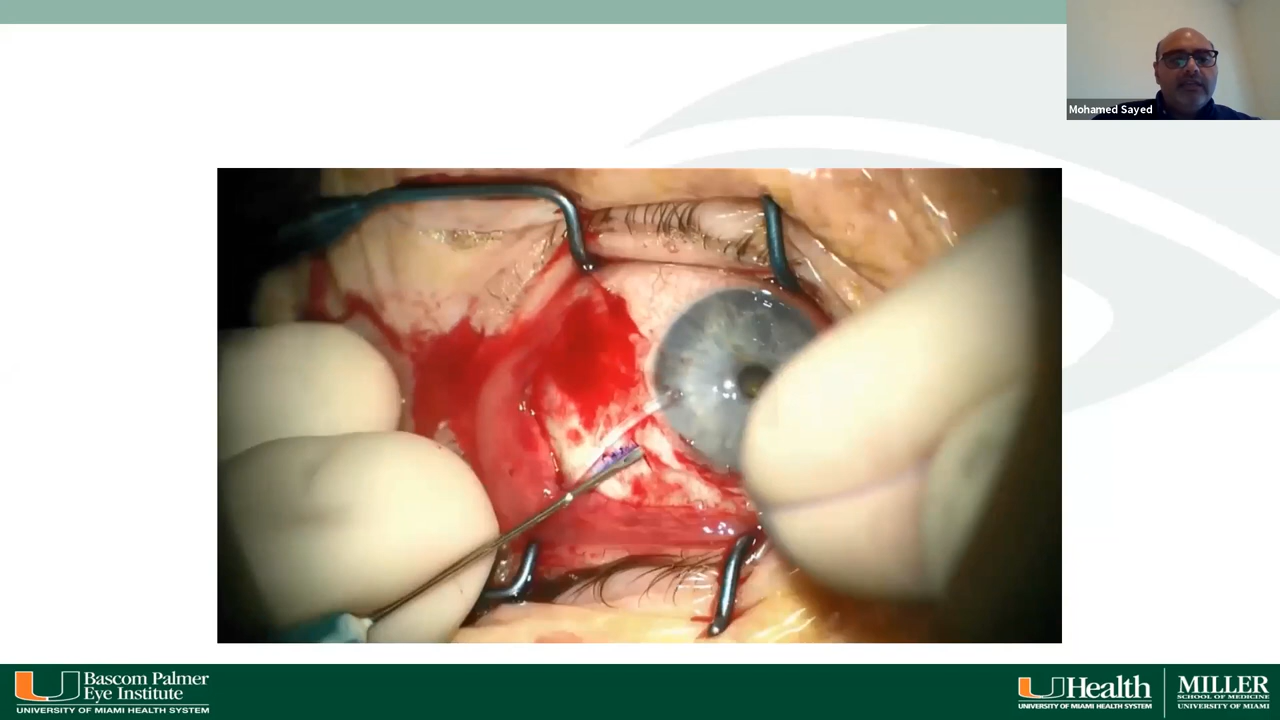 Mohamed Sayed
Bascom Palmer
Eye Institute
UNIVERSITY OF MIAMI HEALTH SYSTEM
UHealth
UNIVERSITY OF MIAMI HEALTH SYSTEM
MILLER
SCHOOL OF MEDICINE
UNIVERSITY OF MIAMI